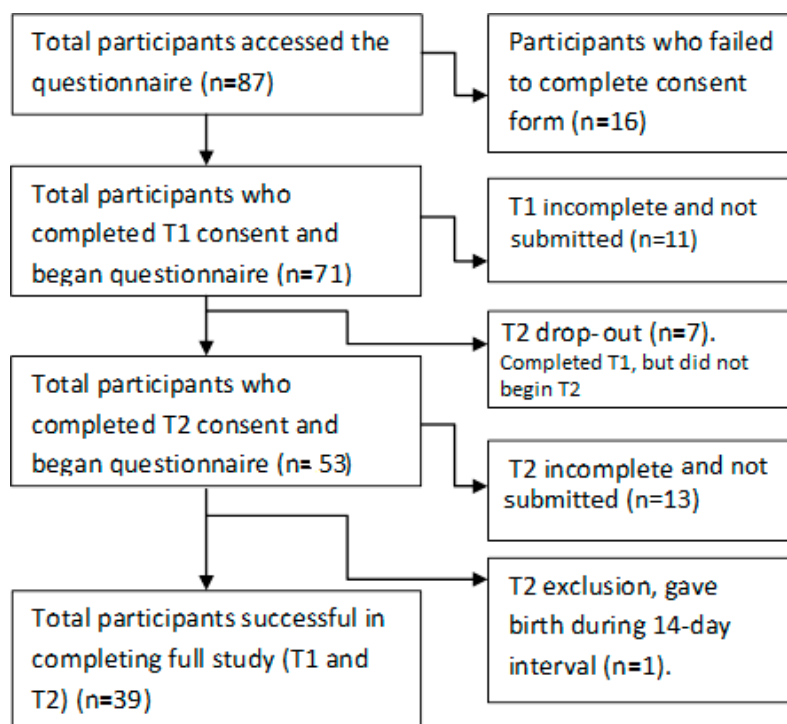 Total participants accessed the
questionnaire (n=87)
Participants who failed
to complete consent
form (n=16)
Total participants who
completed T1 consent and
began questionnaire (n=71)
T1 incomplete and not
submitted (n=11)
T2 drop-out (n=7).
Completed T1, but did not
begin T2
Total participants who
completed T2 consent and
began questionnaire (n= 53)
T2 incomplete and not
submitted (n=13)
T2 exclusion, gave
birth during 14-day
interval (n=1).
Total participants successful in
completing full study (T1 and
T2) (n=39)